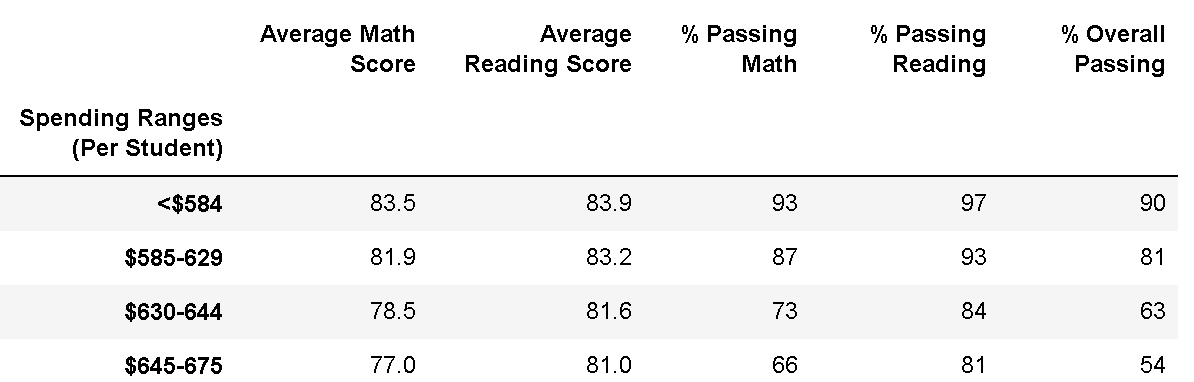 Average Math Score Average Reading Score % Passing Math % Passing Reading % Overall Passing
Spending Ranges (Per Student)
<$584 83.5 83.9 93 97 90
$585-629 81.9 83.2 87 93 81
$630-644 78.5 81.6 73 84 63
$645-675 77.0 81.0 66 81 54